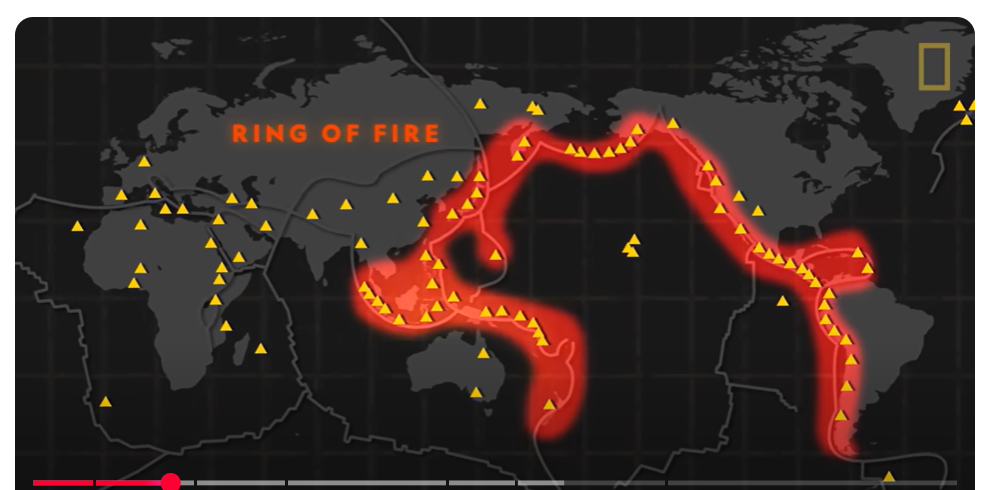 RING OF FIRE